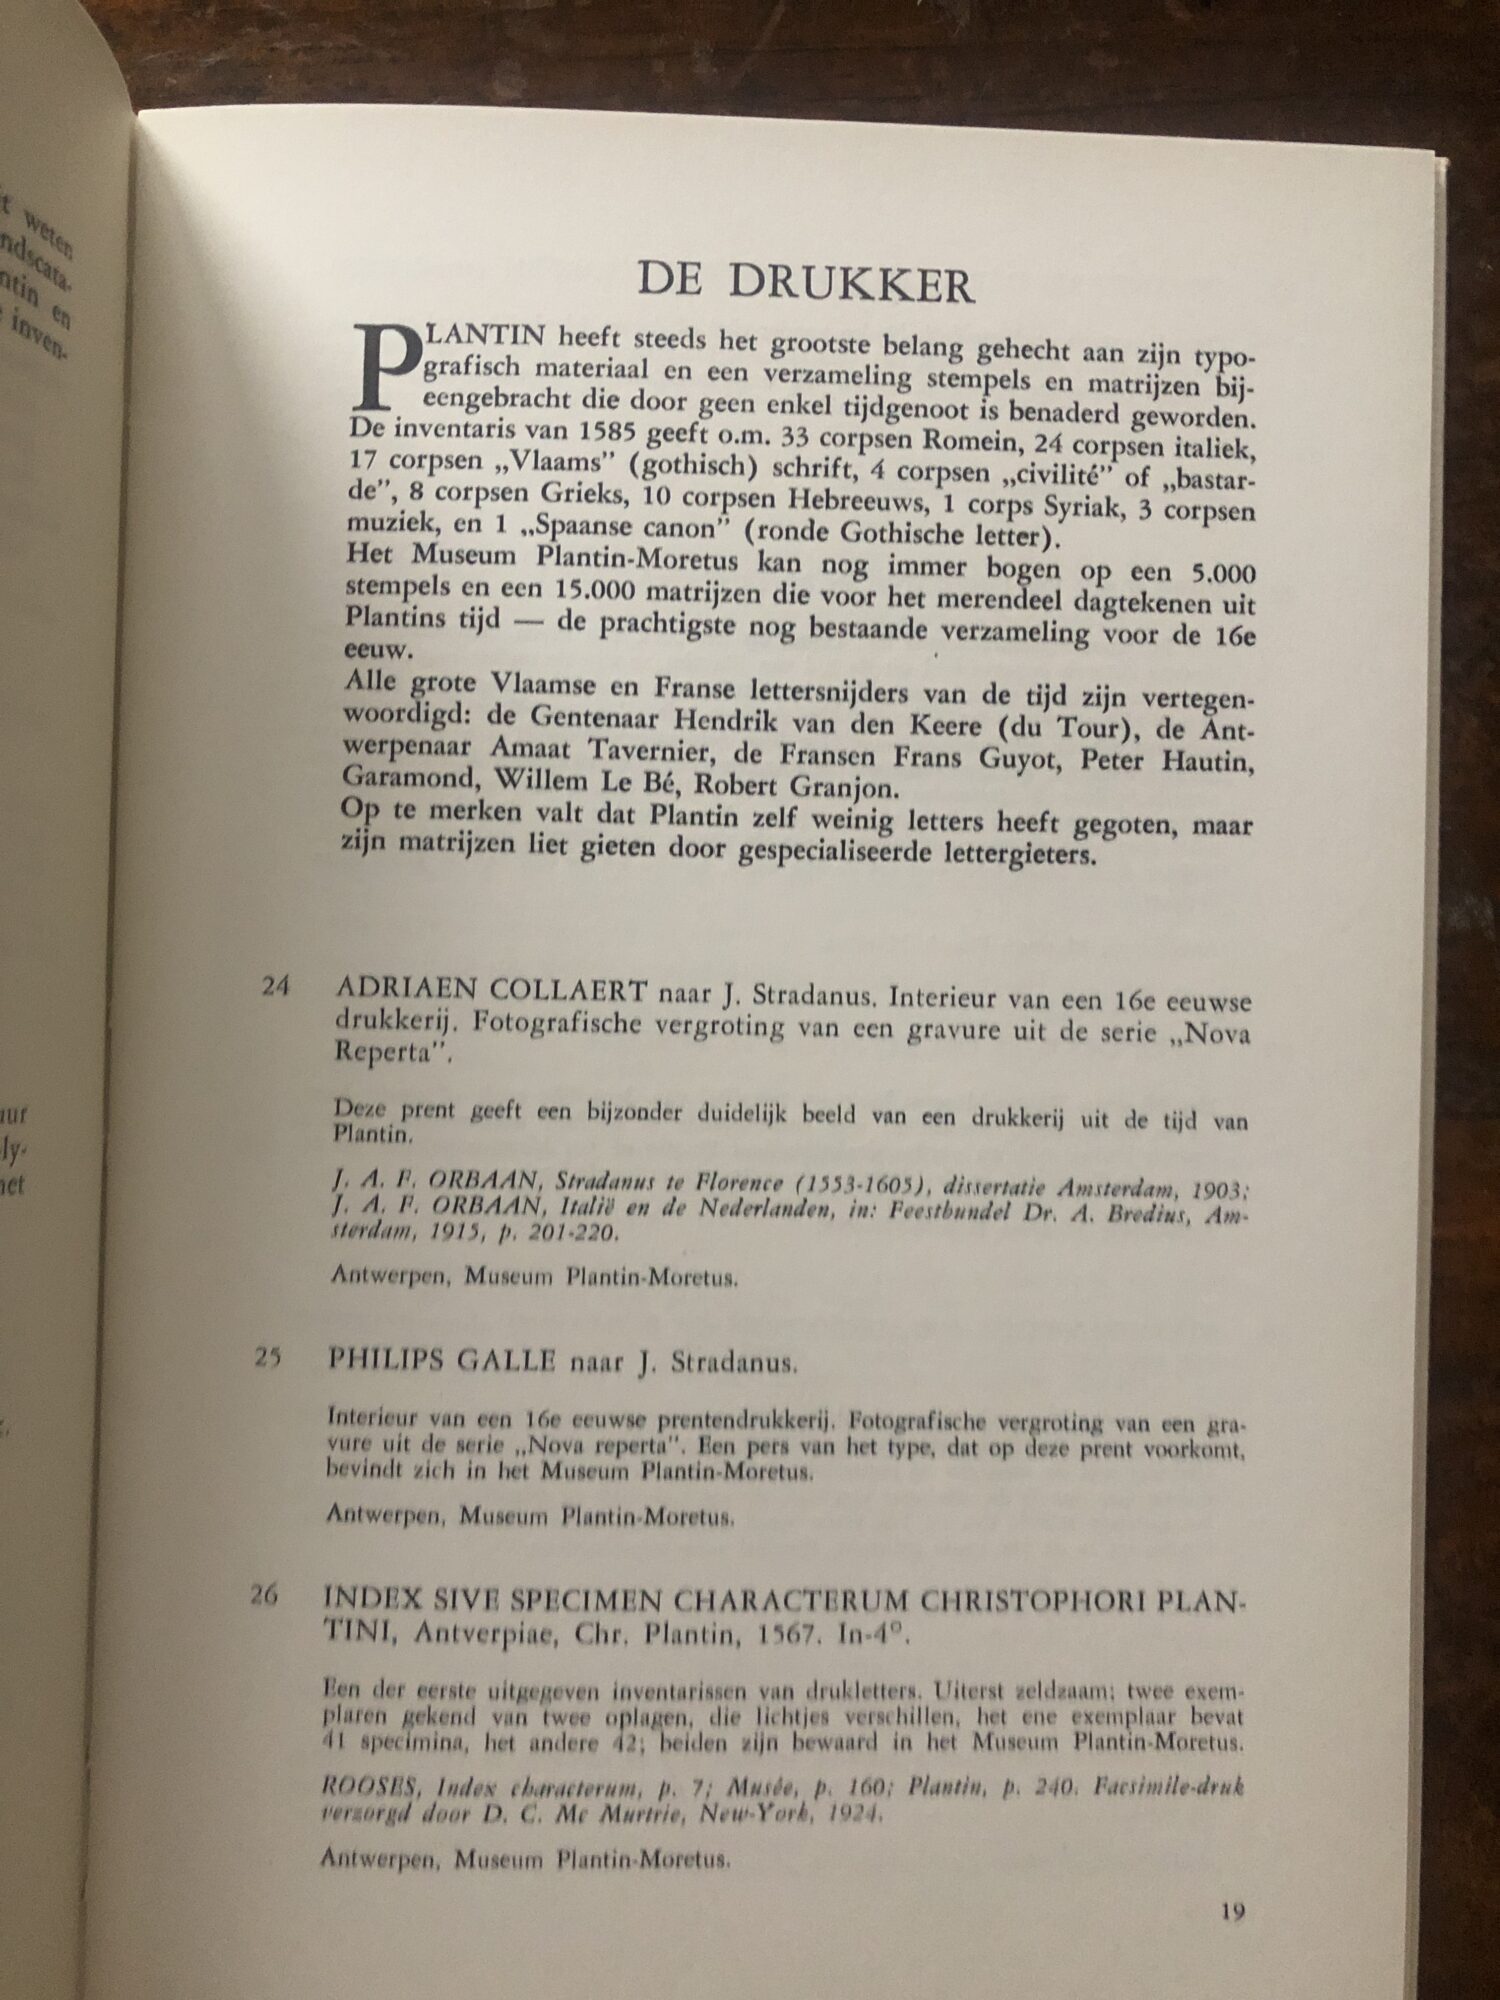 t weten
ndscata-
ntin en
inven-
DE DRUKKER
PLANTIN heeft steeds het grootste belang gehecht aan zijn typo-
grafisch materiaal en een verzameling stempels en matrijzen bij-
eengebracht die door geen enkel tijdgenoot is benaderd geworden.
De inventaris van 1585 geeft o.m. 33 corpsen Romein, 24 corpsen italiek,
17 corpsen „Vlaams” (gothisch) schrift, 4 corpsen „civilité” of „bastar-
de”, 8 corpsen Grieks, 10 corpsen Hebreeuws, 1 corps Syriak, 3 corpsen
muziek, en 1 „Spaanse canon” (ronde Gothische letter).
Het Museum Plantin-Moretus kan nog immer bogen op een 5.000
stempels en een 15.000 matrijzen die voor het merendeel dagtekenen uit
Plantins tijd — de prachtigste nog bestaande verzameling voor de 16e
eeuw.
Alle grote Vlaamse en Franse lettersnijders van de tijd zijn vertegen-
woordigd: de Gentenaar Hendrik van den Keere (du Tour), de Ant-
werpenaar Amaat Tavernier, de Fransen Frans Guyot, Peter Hautin,
Garamond, Willem Le Bé, Robert Granjon.
Op te merken valt dat Plantin zelf weinig letters heeft gegoten, maar
zijn matrijzen liet gieten door gespecialiseerde lettergieters.
24 ADRIAEN COLLAERT naar J. Stradanus. Interieur van een 16e eeuwse
drukkerij. Fotografische vergroting van een gravure uit de serie „Nova
Reperta”.
Deze prent geeft een bijzonder duidelijk beeld van een drukkerij uit de tijd van
Plantin.
J. A. F. ORBAAN, Stradanus te Florence (1553-1605), dissertatie Amsterdam, 1903;
J. A. F. ORBAAN, Italië en de Nederlanden, in: Feestbundel Dr. A. Bredius, Am-
sterdam, 1915, p. 201-220.
Antwerpen, Museum Plantin-Moretus.
25 PHILIPS GALLE naar J. Stradanus.
Interieur van een 16e eeuwse prentendrukkerij. Fotografische vergroting van een gra-
vure uit de serie „Nova reperta”. Een pers van het type, dat op deze prent voorkomt,
bevindt zich in het Museum Plantin-Moretus.
Antwerpen, Museum Plantin-Moretus.
26 INDEX SIVE SPECIMEN CHARACTERUM CHRISTOPHORI PLAN-
TINI, Antverpiae, Chr. Plantin, 1567. In-4º.
Een der eerste uitgegeven inventarissen van drukletters. Uiterst zeldzaam; twee exem-
plaren gekend van twee oplagen, die lichtjes verschillen, het ene exemplaar bevat
41 specimina, het andere 42; beiden zijn bewaard in het Museum Plantin-Moretus.
ROOSES, Index characterum, p. 7; Musée, p. 160; Plantin, p. 240. Facsimile-druk
verzorgd door D. C. Mc Murtrie, New-York, 1924.
Antwerpen, Museum Plantin-Moretus.
19